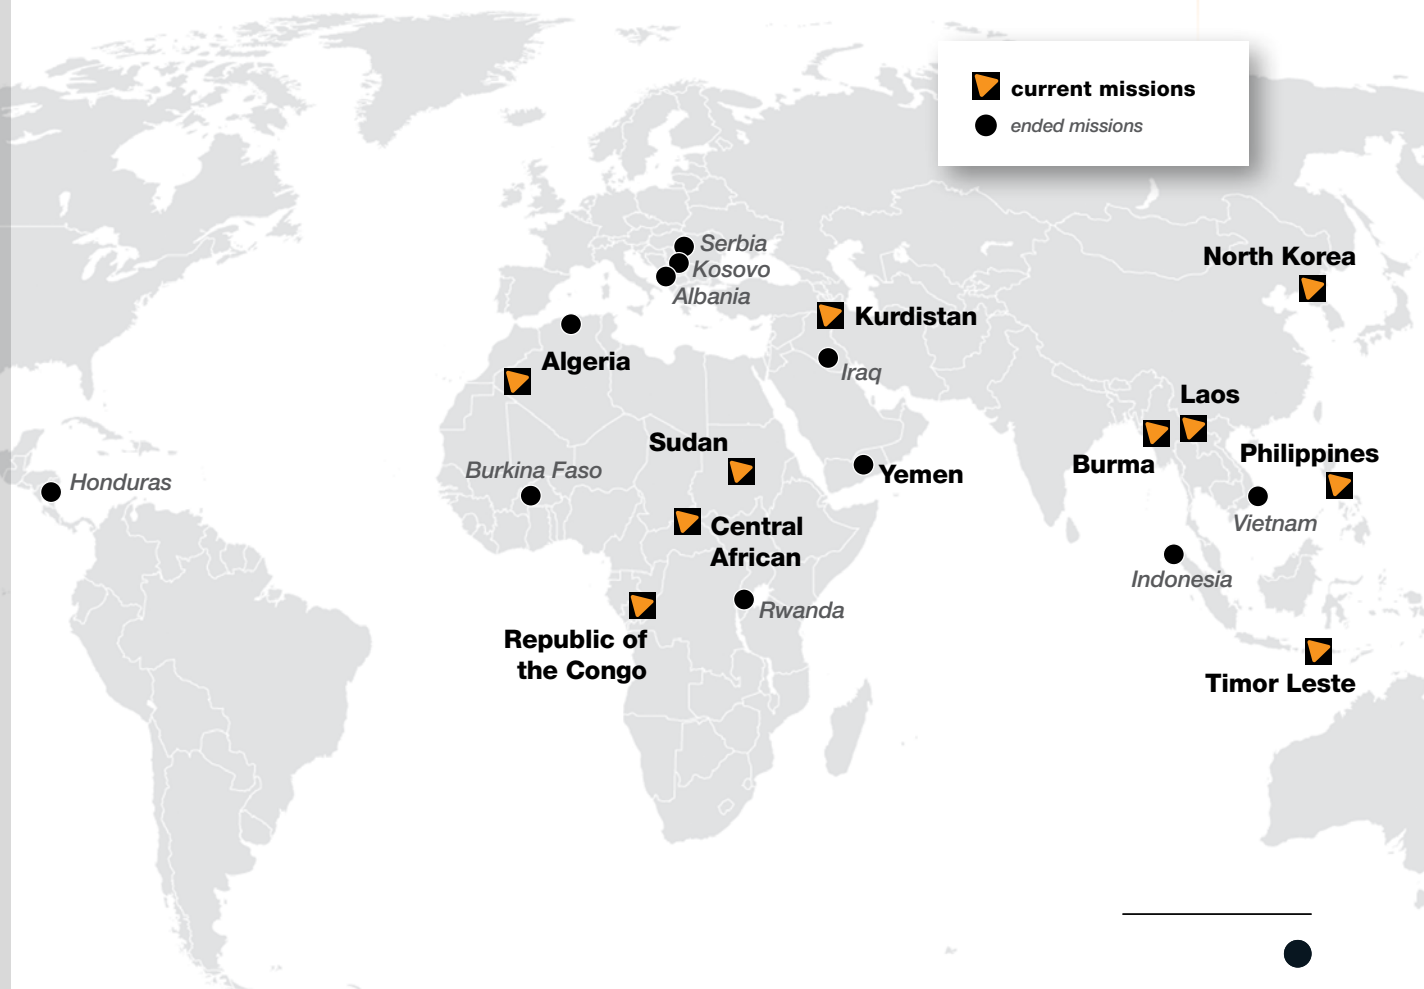 current missions
ended missions
Serbia
Kosovo
Albania
North Korea
Kurdistan
Algeria
Iraq
Laos
Sudan
Burkina Faso
Burma
Philippines
Honduras
Yemen
Central
African
Vietnam
Indonesia
Rwanda
Republic of
the Congo
Timor Leste